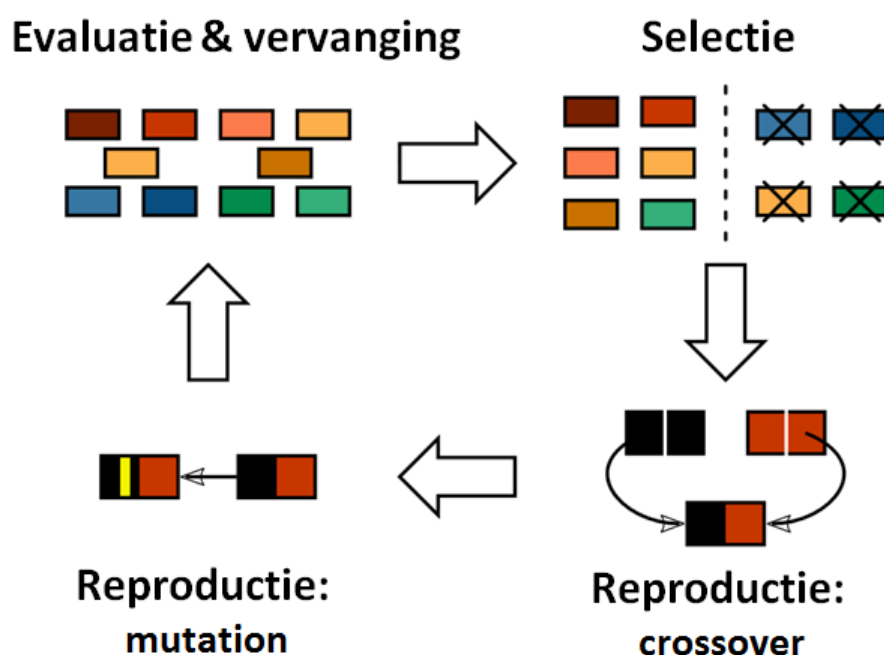 Evaluatie & vervanging
Selectie
Reproductie:
mutation
Reproductie:
crossover